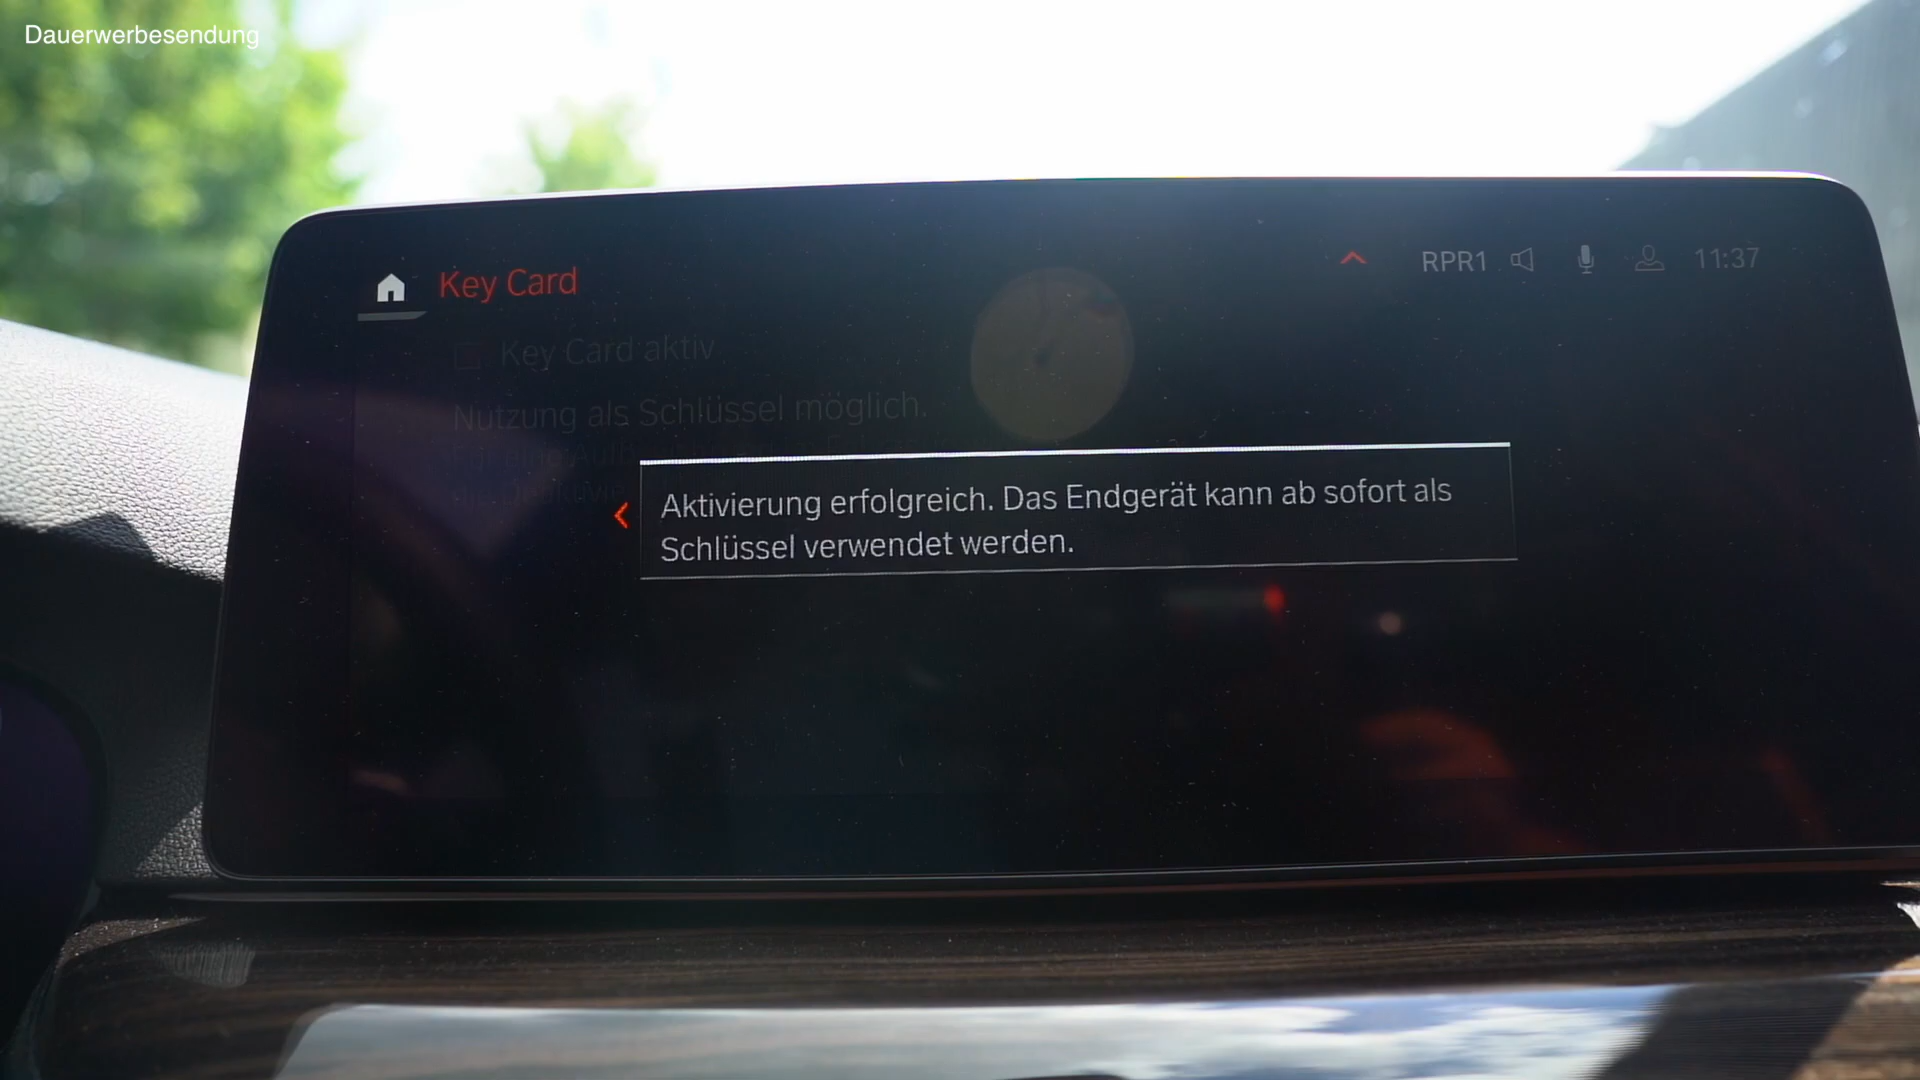 Dauerwerbesendung
Key Card
RPR1 11:37
Key Card aktiv
Nutzung als Schlüssel möglich.
Aktivierung erfolgreich. Das Endgerät kann ab sofort als
Schlüssel verwendet werden.